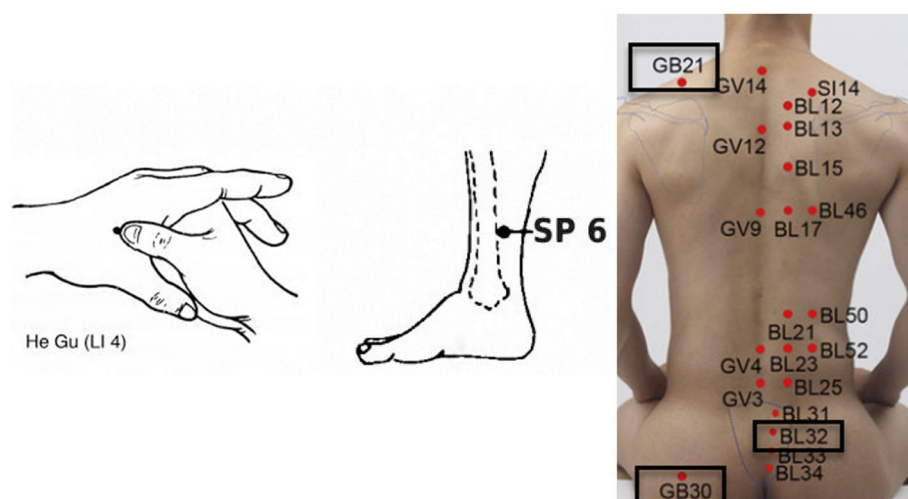 He Gu (LI 4)
SP 6
GB21
GV14
SI14
BL12
BL13
GV12
BL15
BL46
GV9
BL17
BL50
BL21
BL52
GV4
BL23
BL25
GV3
BL31
BL32
BL33
BL34
GB30